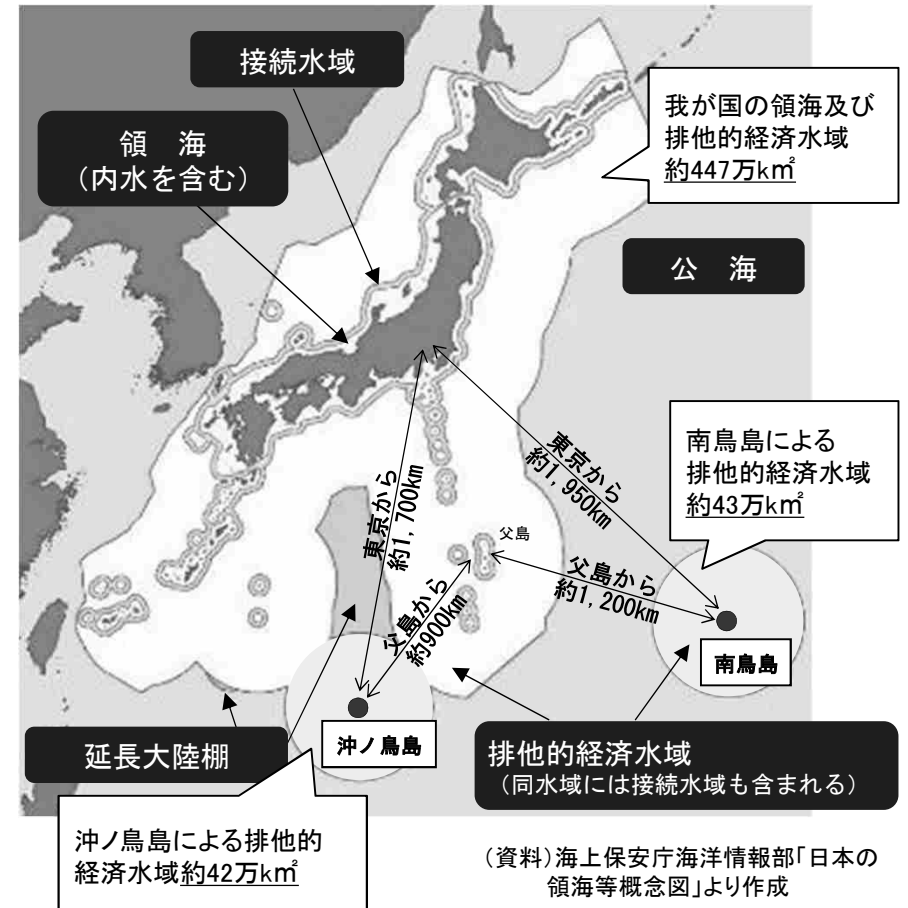 接続水域
領　海
（内水を含む）
我が国の領海及び
排他的経済水域
約447万k㎡
公　海
南鳥島による
排他的経済水域
約43万k㎡
東京から
約1,950km
東京から
約1,700km
父島
父島から
約1,200km
父島から
約900km
南鳥島
沖ノ鳥島
延長大陸棚
排他的経済水域
（同水域には接続水域も含まれる）
沖ノ鳥島による排他的
経済水域約42万k㎡
（資料）海上保安庁海洋情報部「日本の
領海等概念図」より作成